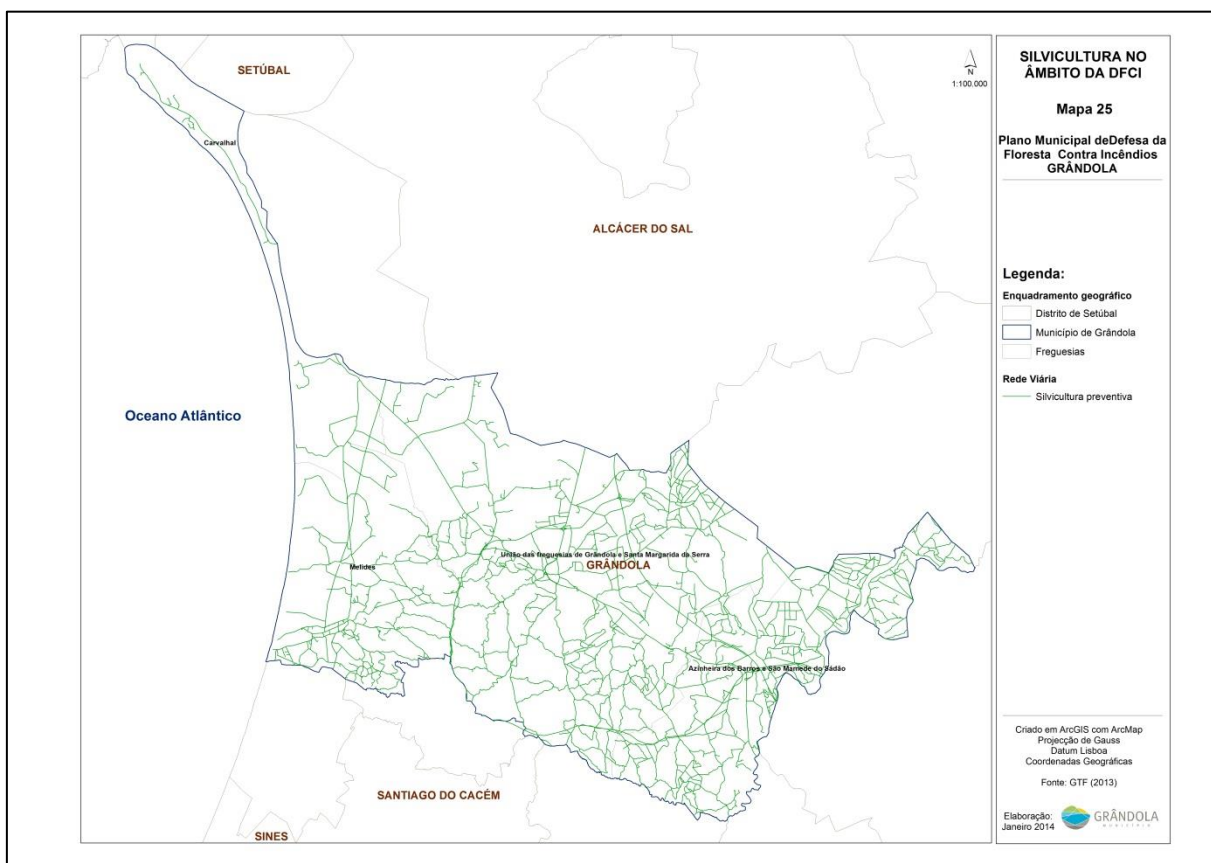 SETÚBAL
Carvalhal
ALCÁCER DO SAL
Oceano Atlântico
União das freguesias de Grândola e Santa Margarida da Serra
GRÂNDOLA
Melides
Azinheira dos Barros e São Mamede do Sádão
SANTIAGO DO CACÉM
SINES
N
1:100.000
SILVICULTURA NO
ÂMBITO DA DFCI
Mapa 25
Plano Municipal deDefesa da
Floresta Contra Incêndios
GRÂNDOLA
Legenda:
Enquadramento geográfico
Distrito de Setúbal
Município de Grândola
Freguesias
Rede Viária
Silvicultura preventiva
Criado em ArcGIS com ArcMap
Projecção de Gauss
Datum Lisboa
Coordenadas Geográficas
Fonte: GTF (2013)
Elaboração:
Janeiro 2014
GRÂNDOLA
MUNICÍPIO